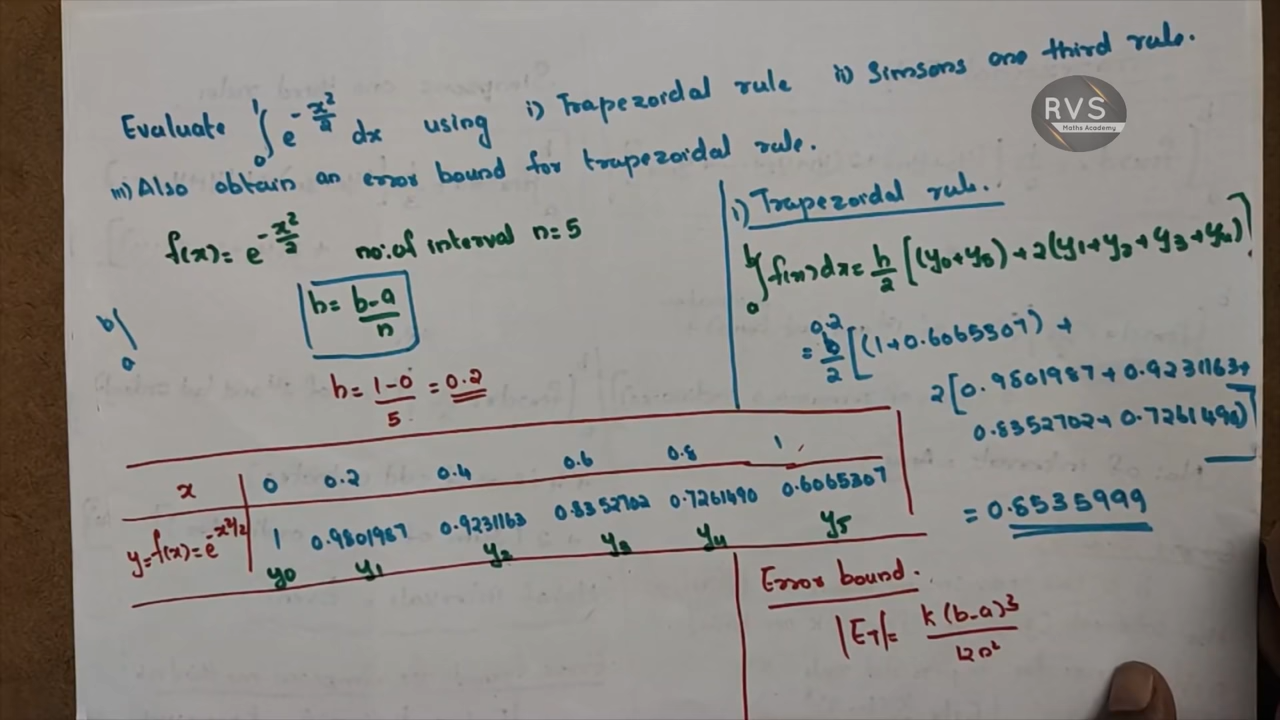 Evaluate ∫₀¹ e^(-x²/2) dx using i) Trapezoidal rule ii) Simsons one third rule.
iii) Also obtain an error bound for trapezoidal rule.
RVS
Maths Academy
f(x) = e^(-x²/2) no: of interval n=5
h = (b-a)/n
b
a
h = (1-0)/5 = 0.2
i) Trapezoidal rule..
∫ₐᵇ f(x) dx = h/2 [(y0+y5)+2(y1+y2+y3+y4)]
0.2
= h/2 [(1+0.6065307) +
2[0.9801987+0.9231163+
0.8352702+0.7261490)]
= 0.8535999
x 0 0.2 0.4 0.6 0.8 1
y=f(x)=e^(-x²/2) 1 0.9801987 0.9231163 0.8352702 0.7261490 0.6065307
y0 y1 y2 y3 y4 y5
Error bound.
|E_T| = k(b-a)³/12n²